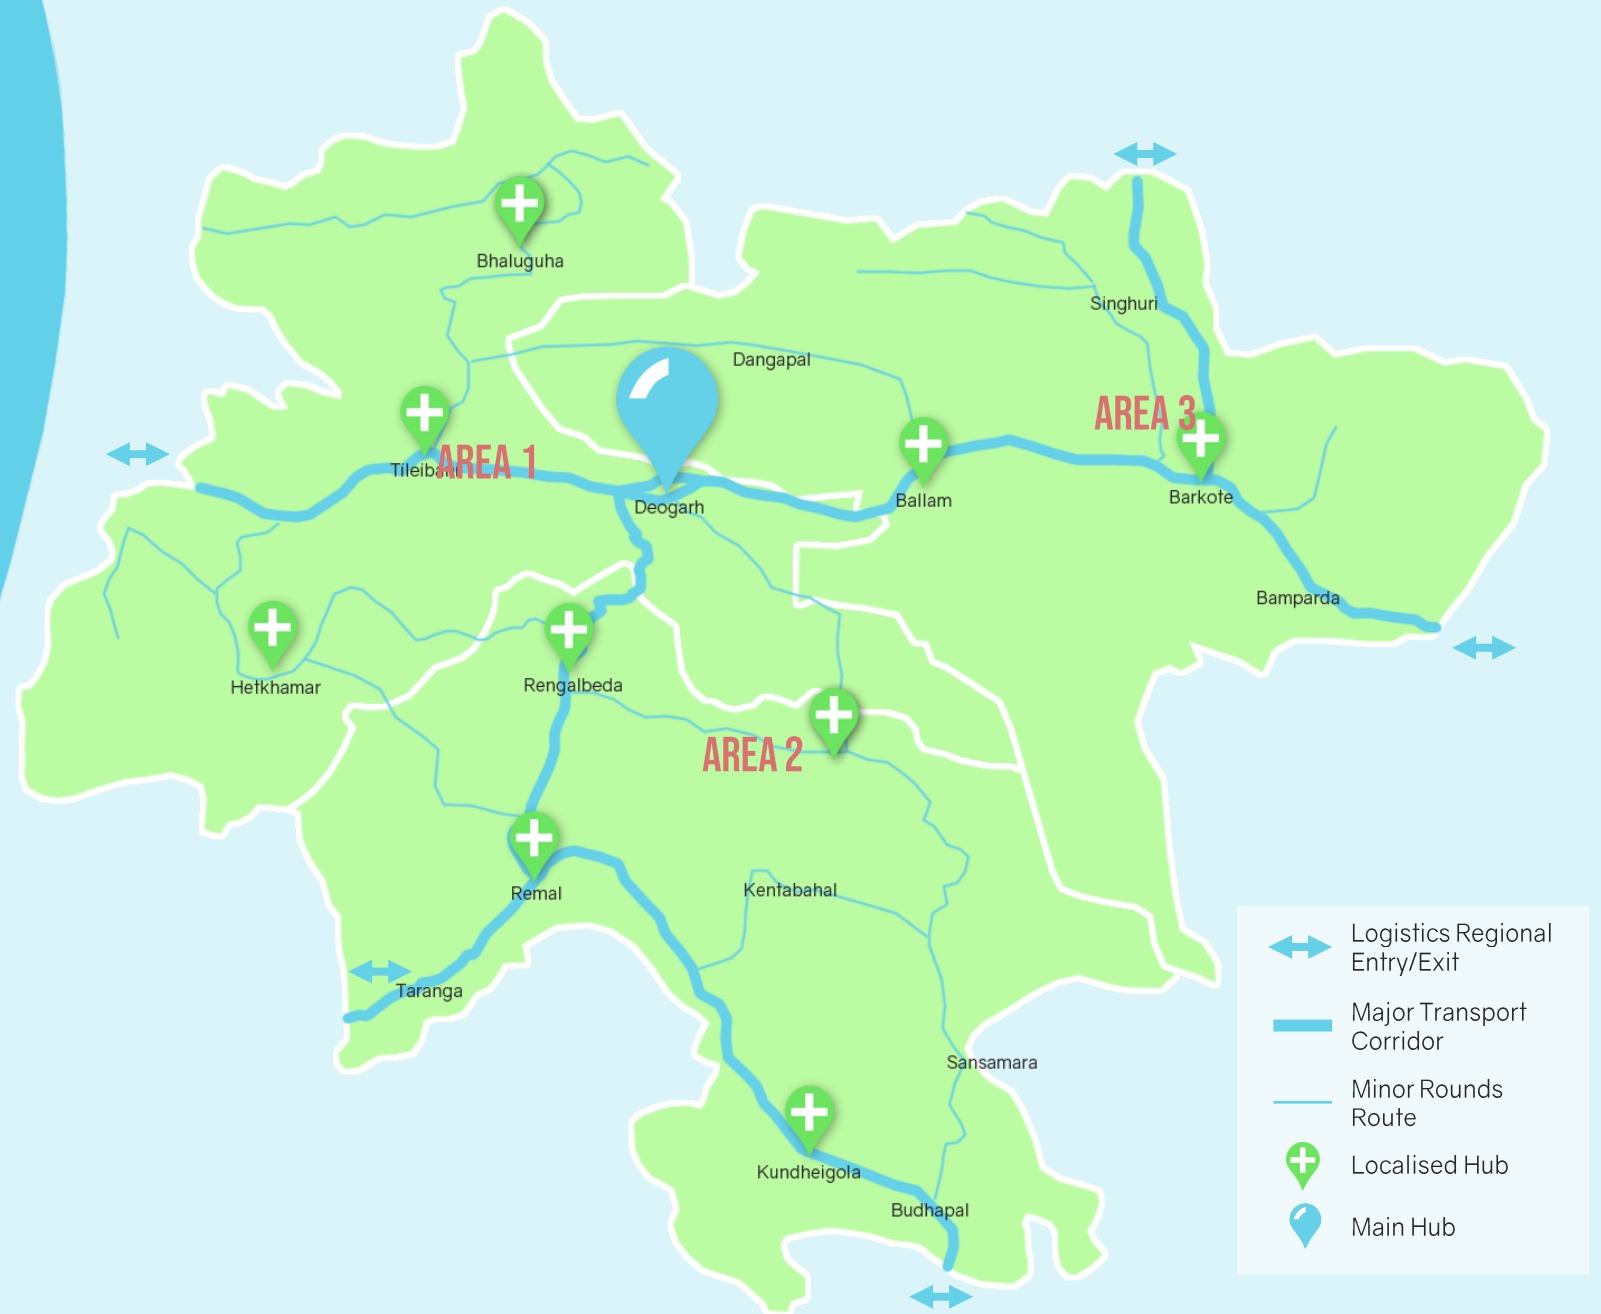 Bhaluguha
Singhuri
Dangapal
AREA 3
AREA 1
Tileibani
Ballam
Barkote
Deogarh
Bamparda
Hetkhamar
Rengalbeda
AREA 2
Kentabahal
Remal
Taranga
Sansamara
Kundheigola
Budhapal
Logistics Regional
Entry/Exit
Major Transport
Corridor
Minor Rounds
Route
Localised Hub
Main Hub